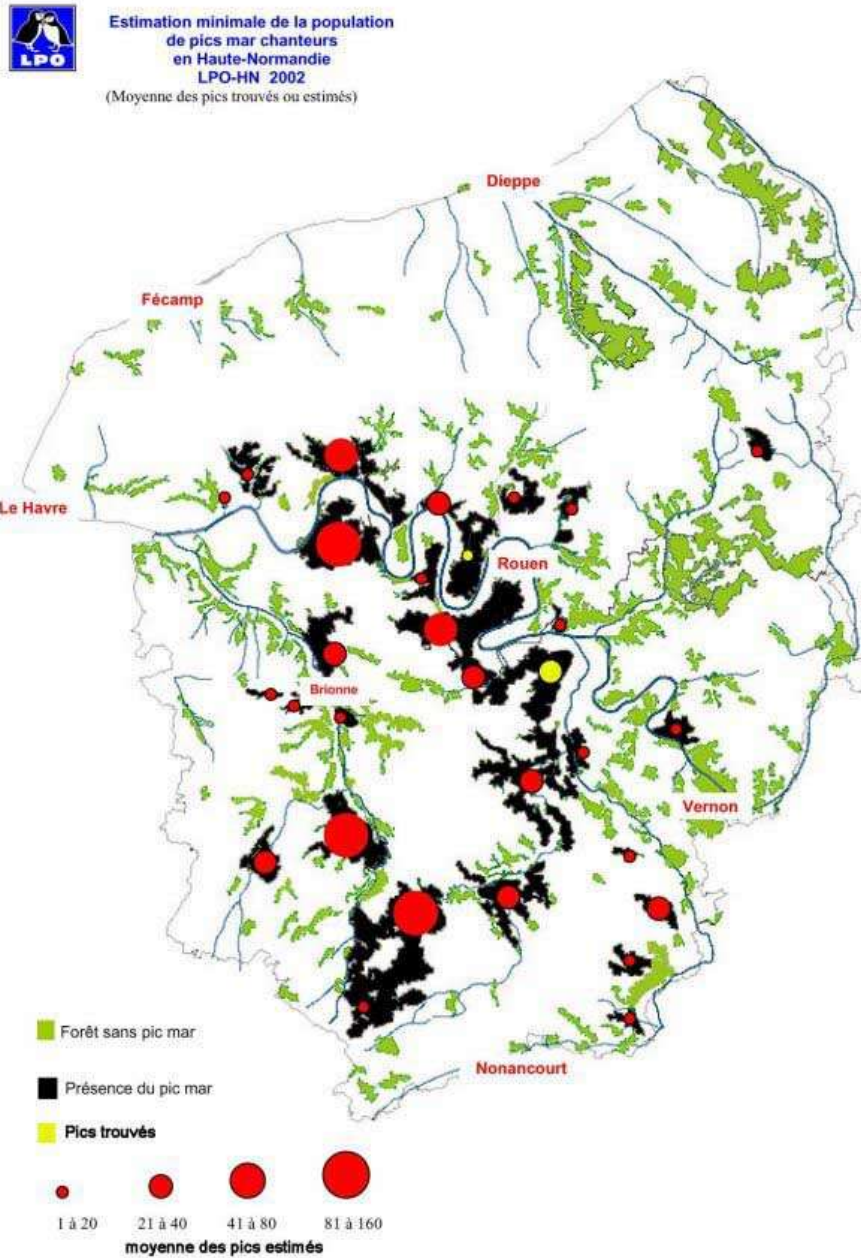 LPO
Estimation minimale de la population
de pics mar chanteurs
en Haute-Normandie
LPO-HN 2002
(Moyenne des pics trouvés ou estimés)
Dieppe
Fécamp
Le Havre
Rouen
Brionne
Vernon
Nonancourt
Forêt sans pic mar
Présence du pic mar
Pics trouvés
1 à 20 21 à 40 41 à 80 81 à 160
moyenne des pics estimés